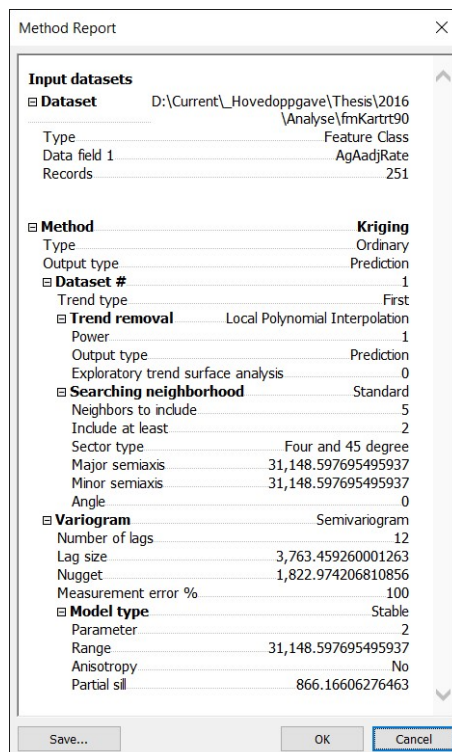 Method Report
Input datasets
Dataset D:\Current\_Hovedoppgave\Thesis\2016
\Analyse\fmKartrt90
Type Feature Class
Data field 1 AgAadjRate
Records 251
Method Kriging
Type Ordinary
Output type Prediction
Dataset # 1
Trend type First
Trend removal Local Polynomial Interpolation
Power 1
Output type Prediction
Exploratory trend surface analysis 0
Searching neighborhood Standard
Neighbors to include 5
Include at least 2
Sector type Four and 45 degree
Major semiaxis 31,148.597695495937
Minor semiaxis 31,148.597695495937
Angle 0
Variogram Semivariogram
Number of lags 12
Lag size 3,763.459260001263
Nugget 1,822.974206810856
Measurement error % 100
Model type Stable
Parameter 2
Range 31,148.597695495937
Anisotropy No
Partial sill 866.16606276463
Save... OK Cancel